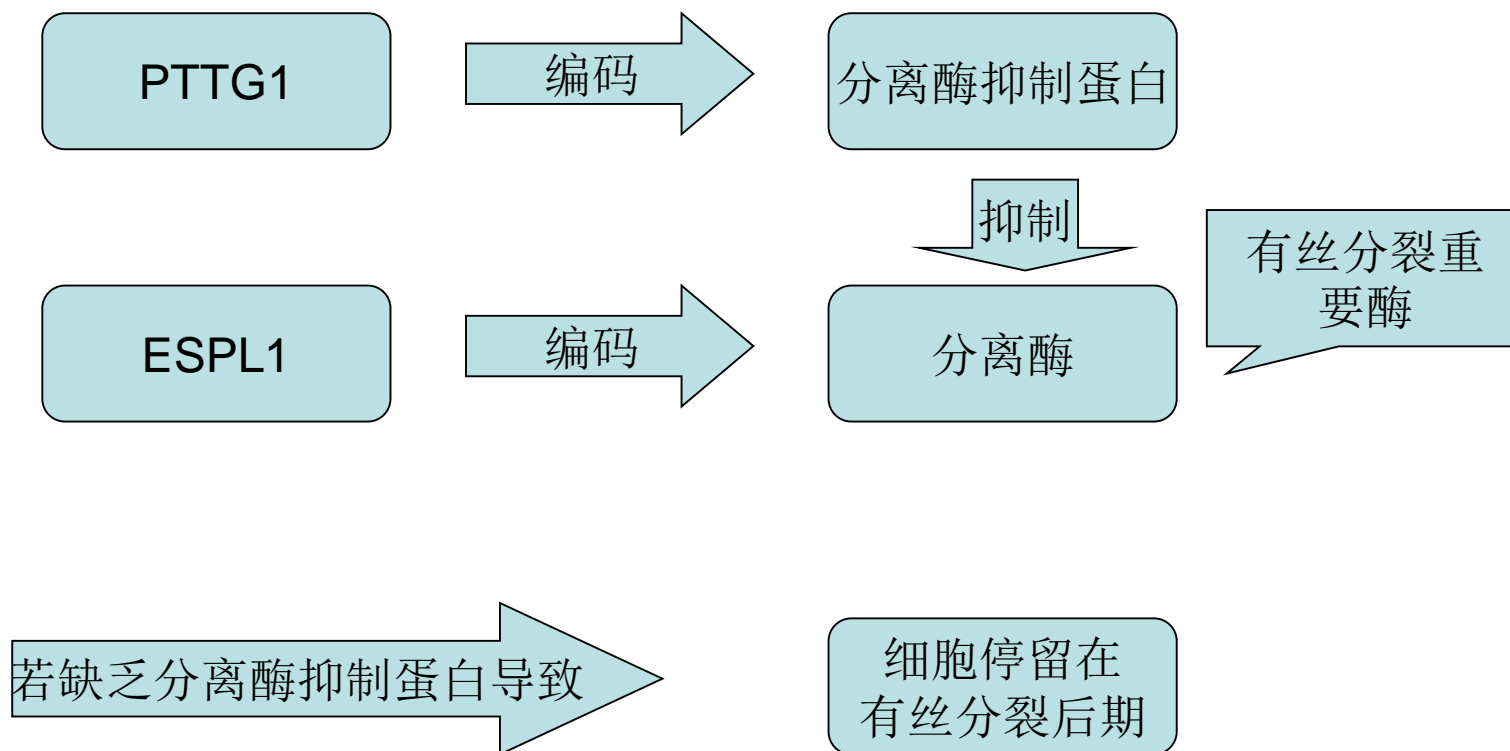 PTTG1
编码
分离酶抑制蛋白
抑制
有丝分裂重
要酶
ESPL1
编码
分离酶
若缺乏分离酶抑制蛋白导致
细胞停留在
有丝分裂后期